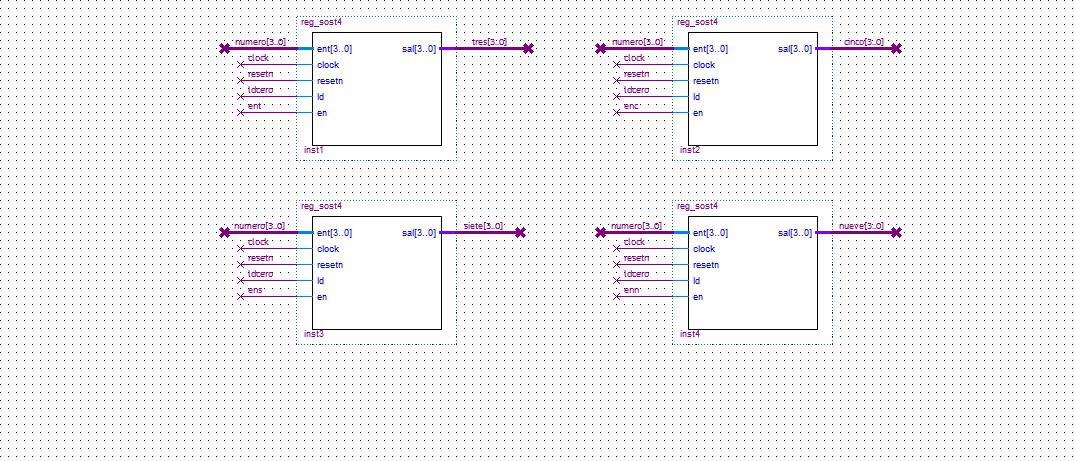 reg_sost4
numero[3..0] ent[3..0] sal[3..0] tres[3..0]
clock clock
resetn resetn
ldcero ld
ent en
inst1
reg_sost4
numero[3..0] ent[3..0] sal[3..0] cinco[3..0]
clock clock
resetn resetn
ldcero ld
enc en
inst2
reg_sost4
numero[3..0] ent[3..0] sal[3..0] siete[3..0]
clock clock
resetn resetn
ldcero ld
ens en
inst3
reg_sost4
numero[3..0] ent[3..0] sal[3..0] nueve[3..0]
clock clock
resetn resetn
ldcero ld
enn en
inst4